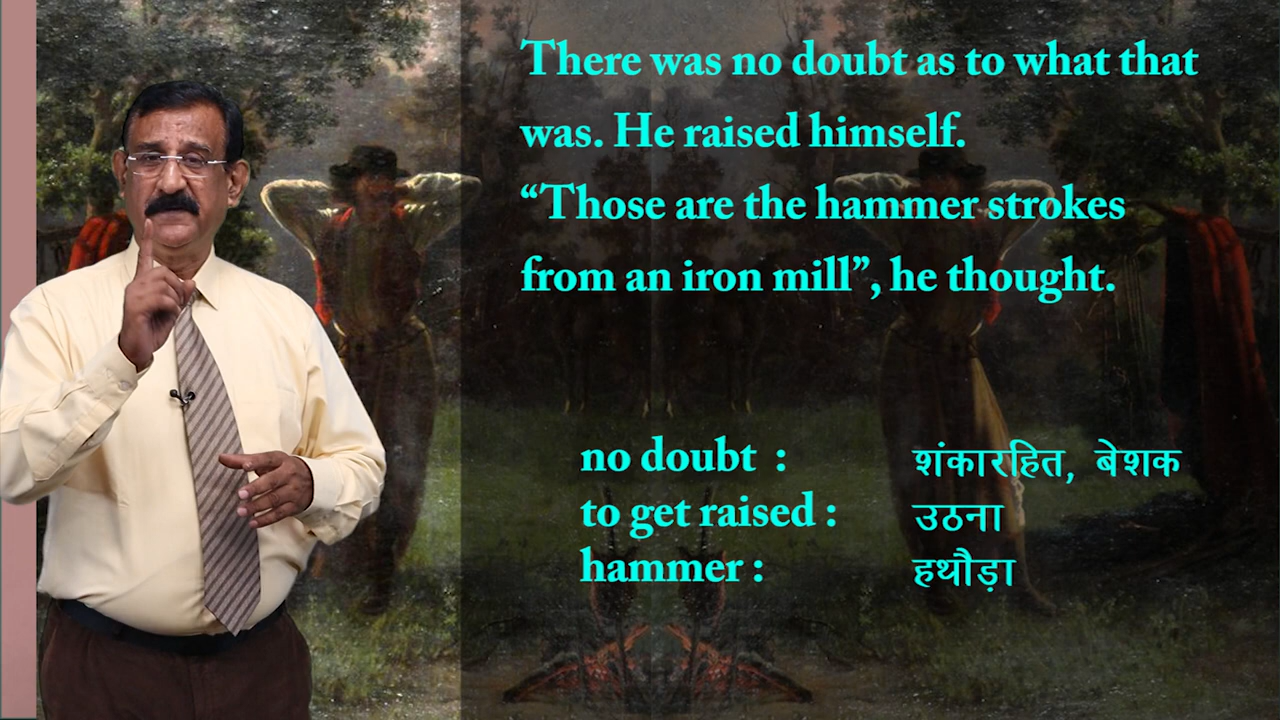 There was no doubt as to what that
was. He raised himself.
“Those are the hammer strokes
from an iron mill”, he thought.
no doubt : शंकारहित, बेशक
to get raised : उठना
hammer : हथौड़ा